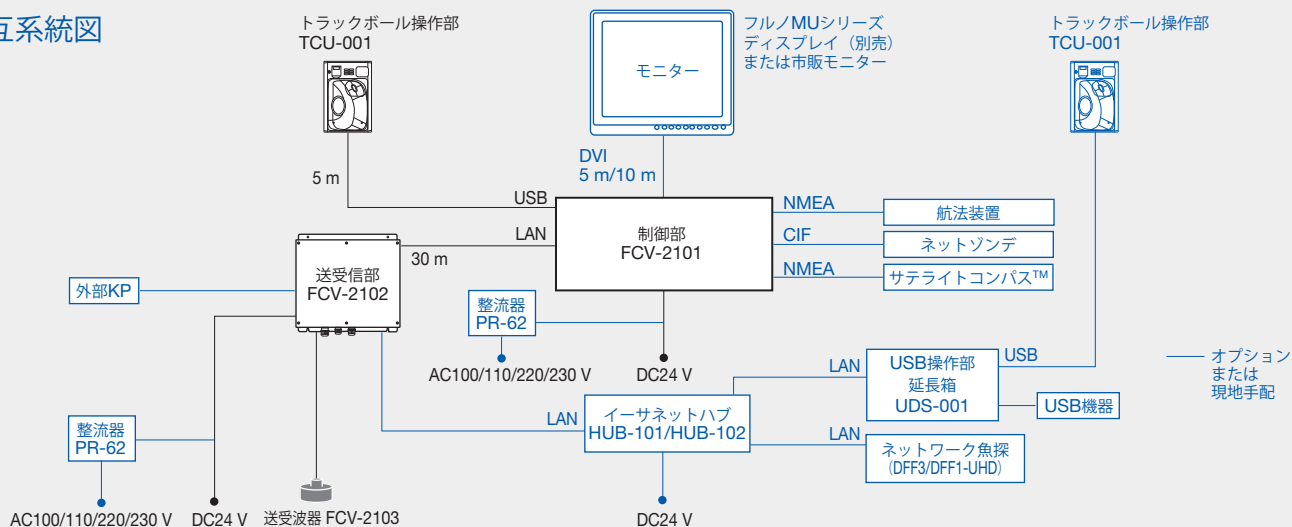 互系統図
トラックボール操作部
TCU-001
モニター
フルノMUシリーズ
ディスプレイ（別売）
または市販モニター
トラックボール操作部
TCU-001
DVI
5 m/10 m
5 m
USB
LAN
30 m
制御部
FCV-2101
NMEA
航法装置
CIF
ネットゾンデ
NMEA
サテライトコンパス™
送受信部
FCV-2102
外部KP
整流器
PR-62
AC100/110/220/230 V
DC24 V
LAN
USB操作部
延長箱
UDS-001
USB
USB機器
オプション
または
現地手配
LAN
イーサネットハブ
HUB-101/HUB-102
LAN
ネットワーク魚探
(DFF3/DFF1-UHD)
整流器
PR-62
AC100/110/220/230 V
DC24 V
送受波器 FCV-2103
DC24 V